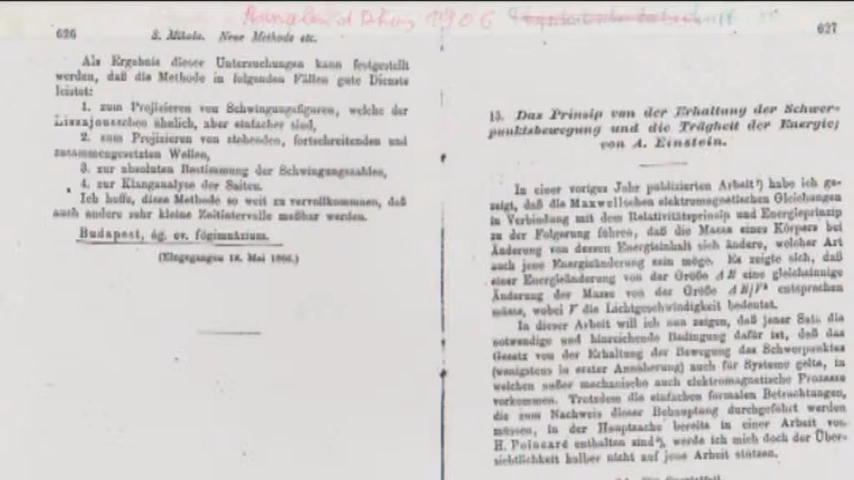 1906
626
S. Mikola. Neue Methode etc.
Als Ergebnis dieser Untersuchungen kann festgestellt
werden, daß die Methode in folgenden Fällen gute Dienste
leistet:
1. zum Projizieren von Schwingungsfiguren, welche der
Lissajousschen ähnlich, aber einfacher sind,
2. zum Projizieren von stehenden, fortschreitenden und
zusammengesetzten Wellen,
3. zur absoluten Bestimmung der Schwingungszahlen,
4. zur Klanganalyse der Saiten.
Ich hoffe, diese Methode so weit zu vervollkommnen, daß
auch andere sehr kleine Zeitintervalle meßbar werden.
Budapest, ág. ev. főgimnázium.
(Eingegangen 18. Mai 1906.)
627
13. Das Prinzip von der Erhaltung der Schwer-
punktsbewegung und die Trägheit der Energie;
von A. Einstein.
In einer voriges Jahr publizierten Arbeit¹) habe ich ge-
zeigt, daß die Maxwellschen elektromagnetischen Gleichungen
in Verbindung mit dem Relativitätsprinzip und Energieprinzip
zu der Folgerung führen, daß die Masse eines Körpers bei
Änderung von dessen Energieinhalt sich ändere, welcher Art
auch jene Energieänderung sein möge. Es zeigte sich, daß
einer Energieänderung von der Größe ΔE eine gleichsinnige
Änderung der Masse von der Größe ΔE/V² entsprechen
müsse, wobei V die Lichtgeschwindigkeit bedeutet.
In dieser Arbeit will ich nun zeigen, daß jener Satz die
notwendige und hinreichende Bedingung dafür ist, daß das
Gesetz von der Erhaltung der Bewegung des Schwerpunktes
(wenigstens in erster Annäherung) auch für Systeme gelte, in
welchen außer mechanische auch elektromagnetische Prozesse
vorkommen. Trotzdem die einfachen formalen Betrachtungen,
die zum Nachweis dieser Behauptung durchgeführt werden
müssen, in der Hauptsache bereits in einer Arbeit von
H. Poincaré enthalten sind²), werde ich mich doch der Über-
sichtlichkeit halber nicht auf jene Arbeit stützen.